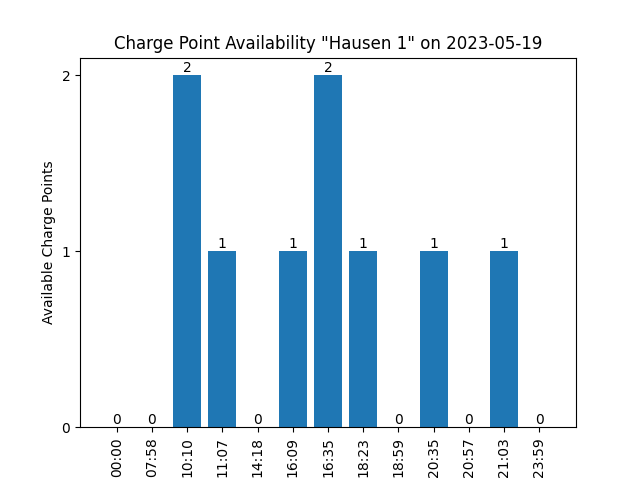 Charge Point Availability "Hausen 1" on 2023-05-19
Available Charge Points
2
1
0
0 0 2 1 0 1 2 1 0 1 0 1 0
00:00 07:58 10:10 11:07 14:18 16:09 16:35 18:23 18:59 20:35 20:57 21:03 23:59